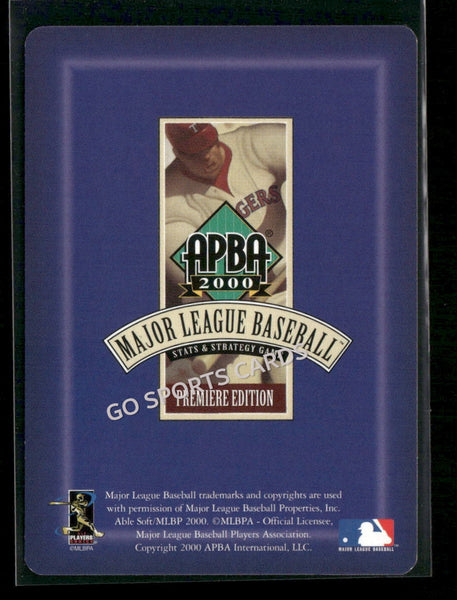 T
GERS
APBA®
2000
MAJOR LEAGUE BASEBALL™
STATS & STRATEGY GAME
GO SPORTS CARDS
PREMIERE EDITION
Major League Baseball trademarks and copyrights are used
with permission of Major League Baseball Properties, Inc.
Able Soft/MLBP 2000. ©MLBPA - Official Licensee,
Major League Baseball Players Association.
Copyright 2000 APBA International, LLC.
PLAYERS
CHOICE
©MLBPA
MAJOR LEAGUE BASEBALL